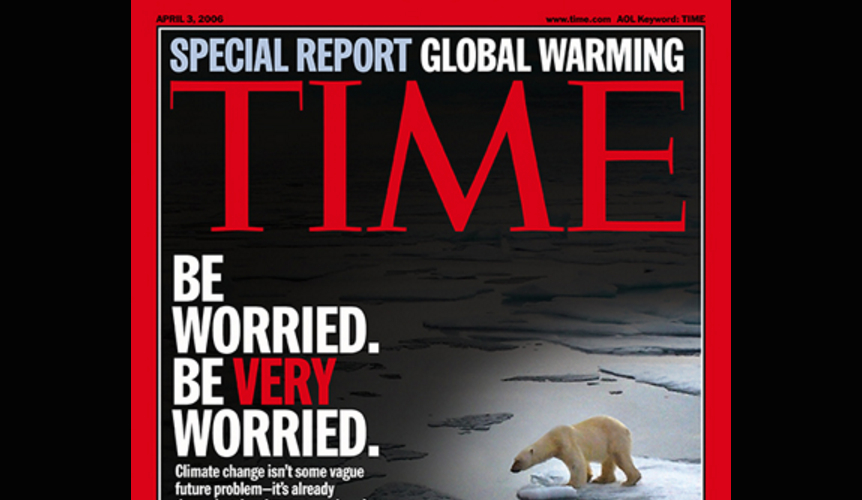 APRIL 3, 2006
www.time.com AOL Keyword: TIME
SPECIAL REPORT GLOBAL WARMING
TIME
BE
WORRIED.
BE VERY
WORRIED.
Climate change isn't some vague
future problem—it's already